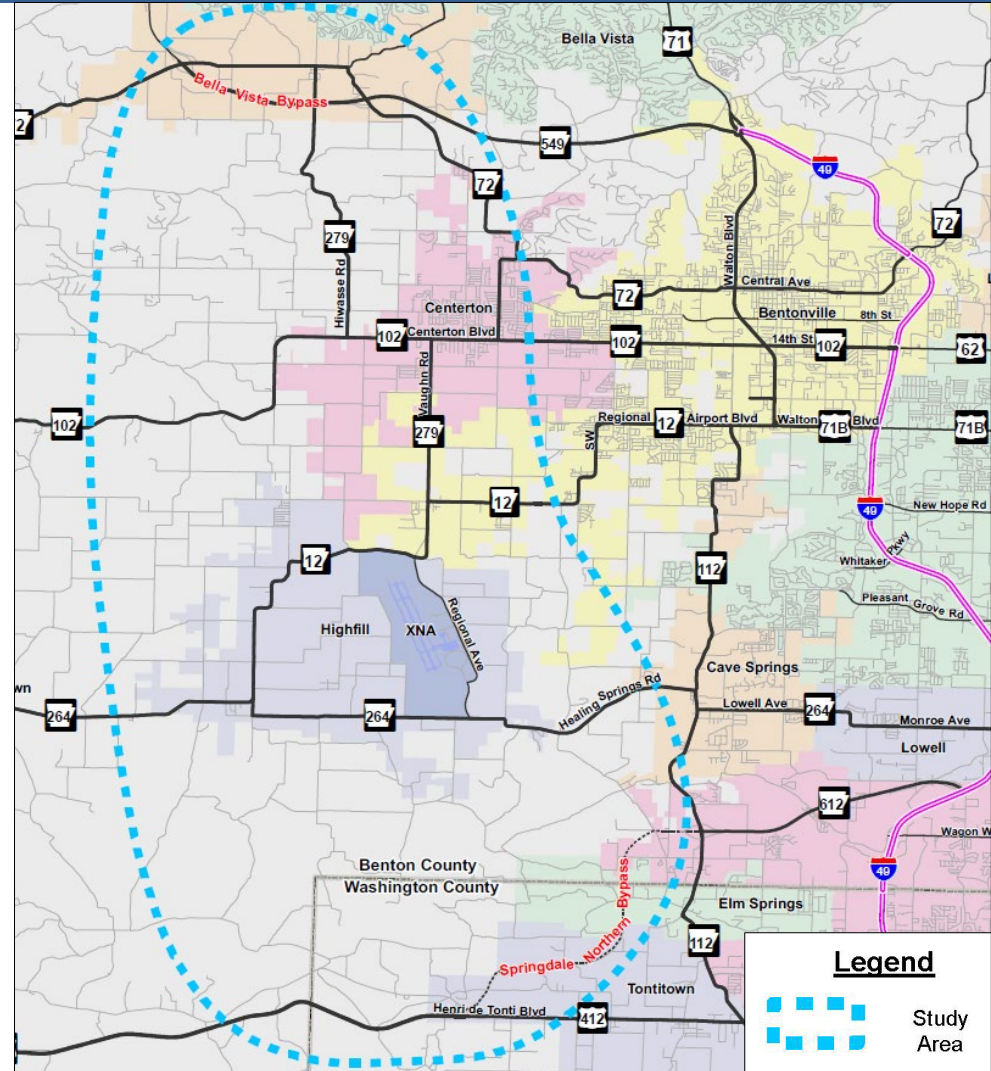 Bella Vista
71
Bella Vista Bypass
2
549
49
72
72
279
Hiwasse Rd
Walton Blvd
72
Central Ave
Centerton
Bentonville
8th St
102
Centerton Blvd
102
14th St
102
62
Vaughn Rd
102
279
SW
Regional
12
Airport Blvd
Walton
71B
Blvd
71B
12
49
New Hope Rd
12
112
Whitaker Pkwy
Pleasant Grove Rd
Highfill
XNA
Regional Ave
Cave Springs
wn
264
264
Healing Springs Rd
Lowell Ave
264
Monroe Ave
Lowell
612
Wagon W
Benton County
Washington County
49
Elm Springs
Springdale Northern Bypass
112
Tontitown
Henri de Tonti Blvd
412
Legend
Study
Area